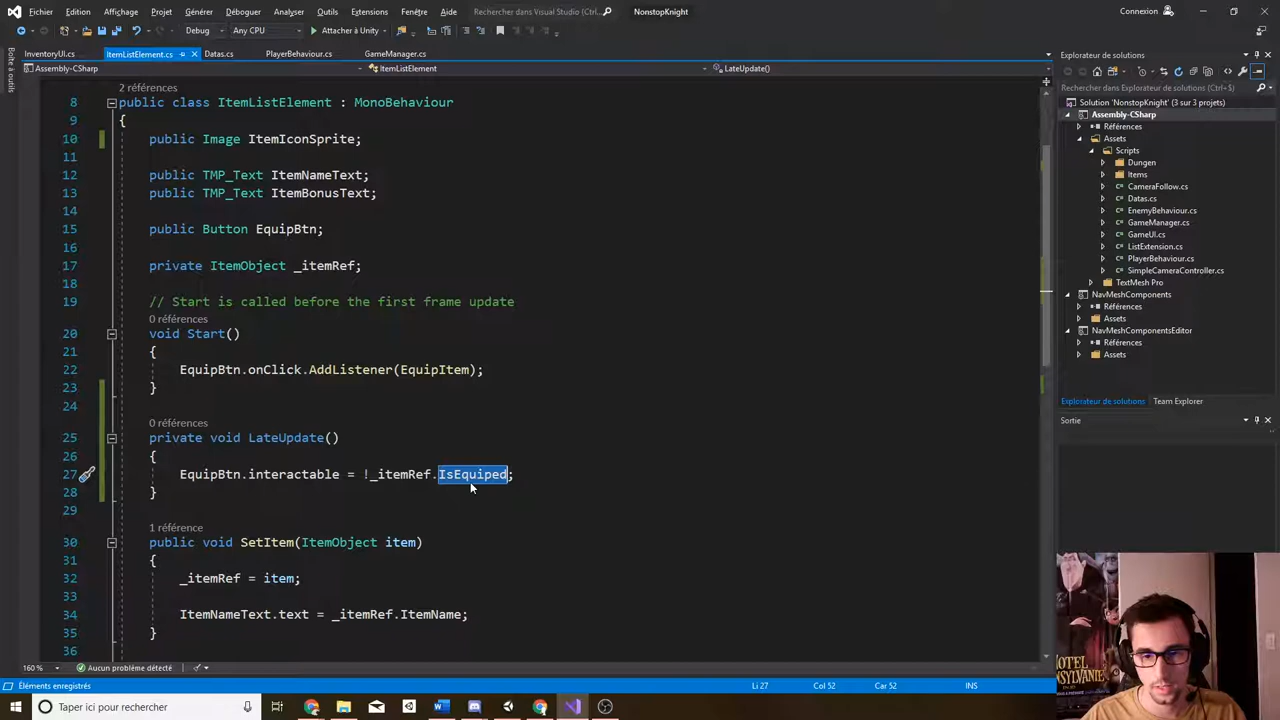 Fichier Edition Affichage Projet Générer Déboguer Analyser Outils Extensions Fenêtre Aide Rechercher dans Visual Studio NonstopKnight Connexion
Debug Any CPU Attacher à Unity
Boîte à outils
InventoryUI.cs ItemListElement.cs Datas.cs PlayerBehaviour.cs GameManager.cs
Assembly-CSharp ItemListElement LateUpdate()
2 références
8 public class ItemListElement : MonoBehaviour
9 {
10 public Image ItemIconSprite;
11
12 public TMP_Text ItemNameText;
13 public TMP_Text ItemBonusText;
14
15 public Button EquipBtn;
16
17 private ItemObject _itemRef;
18
19 // Start is called before the first frame update
0 références
20 void Start()
21 {
22 EquipBtn.onClick.AddListener(EquipItem);
23 }
24
0 références
25 private void LateUpdate()
26 {
27 EquipBtn.interactable = !_itemRef.IsEquiped;
28 }
29
1 référence
30 public void SetItem(ItemObject item)
31 {
32 _itemRef = item;
33
34 ItemNameText.text = _itemRef.ItemName;
35 }
36
160 % Aucun problème détecté
Explorateur de solutions
Rechercher dans Explorateur de solutions (Ctrl+$)
Solution 'NonstopKnight' (3 sur 3 projets)
Assembly-CSharp
Références
Assets
Scripts
Dungen
Items
CameraFollow.cs
Datas.cs
EnemyBehaviour.cs
GameManager.cs
GameUI.cs
ListExtension.cs
PlayerBehaviour.cs
SimpleCameraController.cs
TextMesh Pro
NavMeshComponents
Références
Assets
NavMeshComponentsEditor
Références
Assets
Explorateur de solutions Team Explorer
Sortie
Éléments enregistrés Li 27 Col 52 Car 52 INS
Taper ici pour rechercher
HOTEL